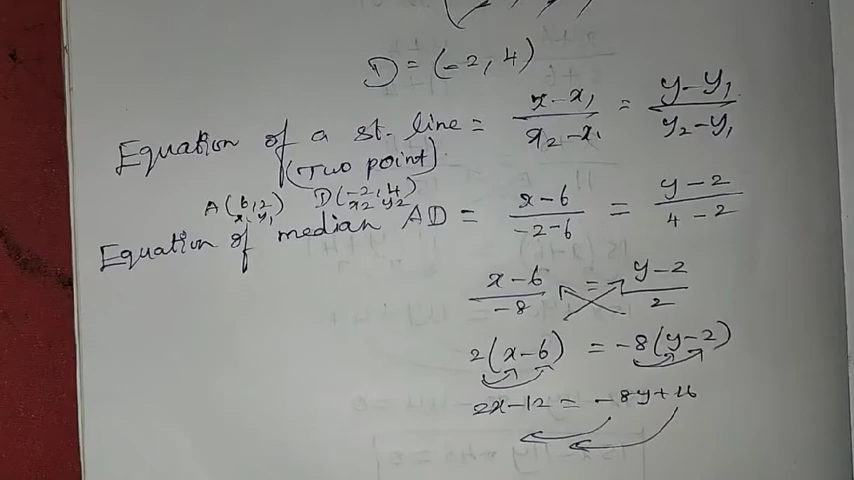 D = (-2, 4)
Equation of a st. line = x-x₁/x₂-x₁ = y-y₁/y₂-y₁
(Two point)
A(6,2) D(-2,4)
x₁ y₁ x₂ y₂
Equation of median AD = x-6/-2-6 = y-2/4-2
x-6/-8 = y-2/2
2(x-6) = -8(y-2)
2x-12 = -8y+16